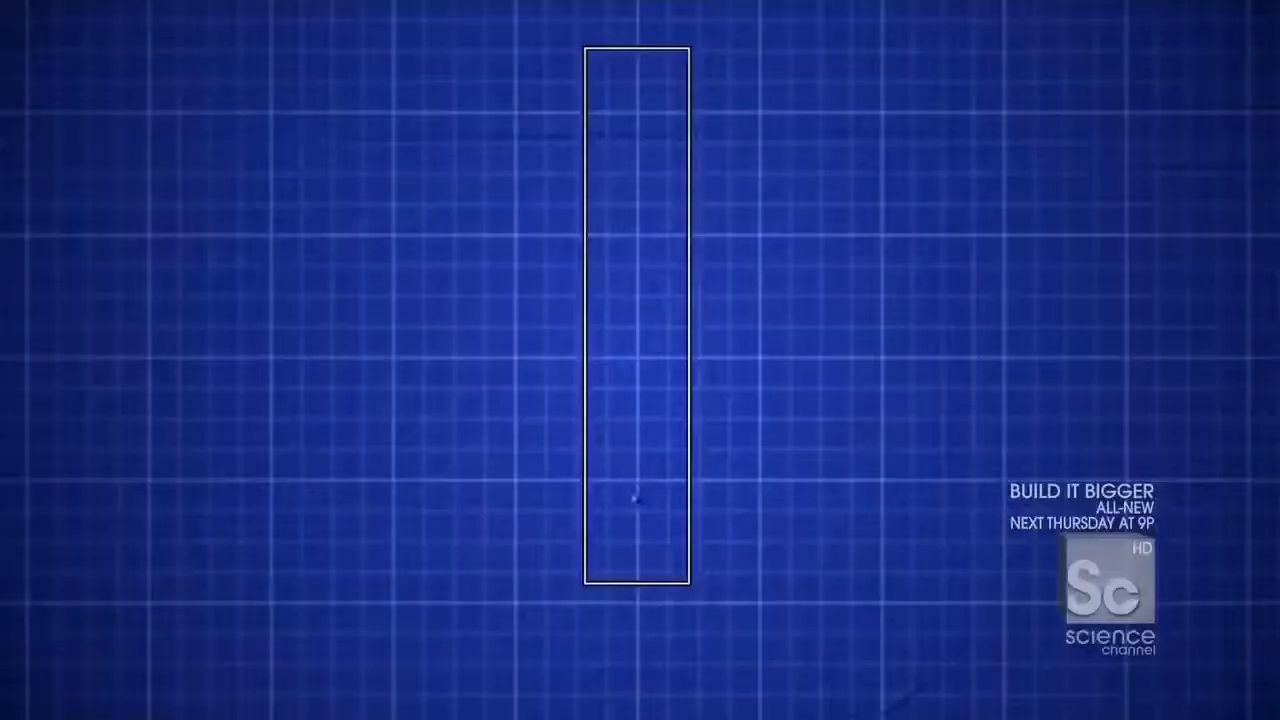 BUILD IT BIGGER
ALL-NEW
NEXT THURSDAY AT 9P
HD
Sc
science
channel